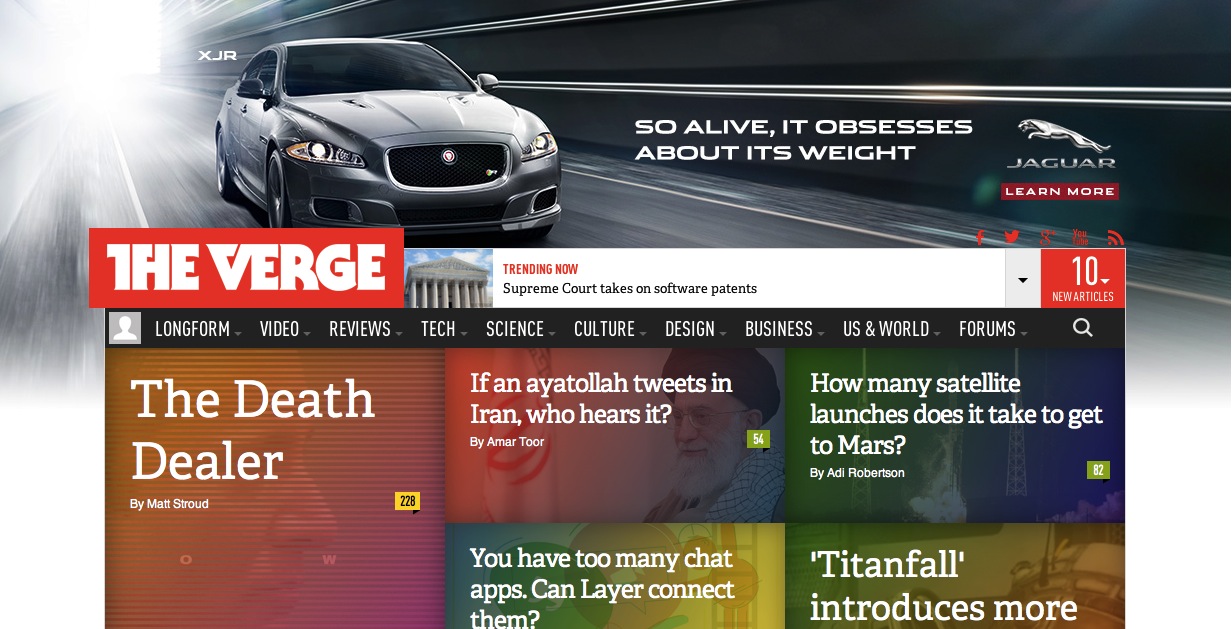 XJR
SO ALIVE, IT OBSESSES
ABOUT ITS WEIGHT
JAGUAR
LEARN MORE
You
Tube
THE VERGE
TRENDING NOW
Supreme Court takes on software patents
10
NEW ARTICLES
LONGFORM VIDEO REVIEWS TECH SCIENCE CULTURE DESIGN BUSINESS US & WORLD FORUMS
The Death
Dealer
By Matt Stroud
228
O W
If an ayatollah tweets in
Iran, who hears it?
By Amar Toor
54
How many satellite
launches does it take to get
to Mars?
By Adi Robertson
82
You have too many chat
apps. Can Layer connect
them?
'Titanfall'
introduces more